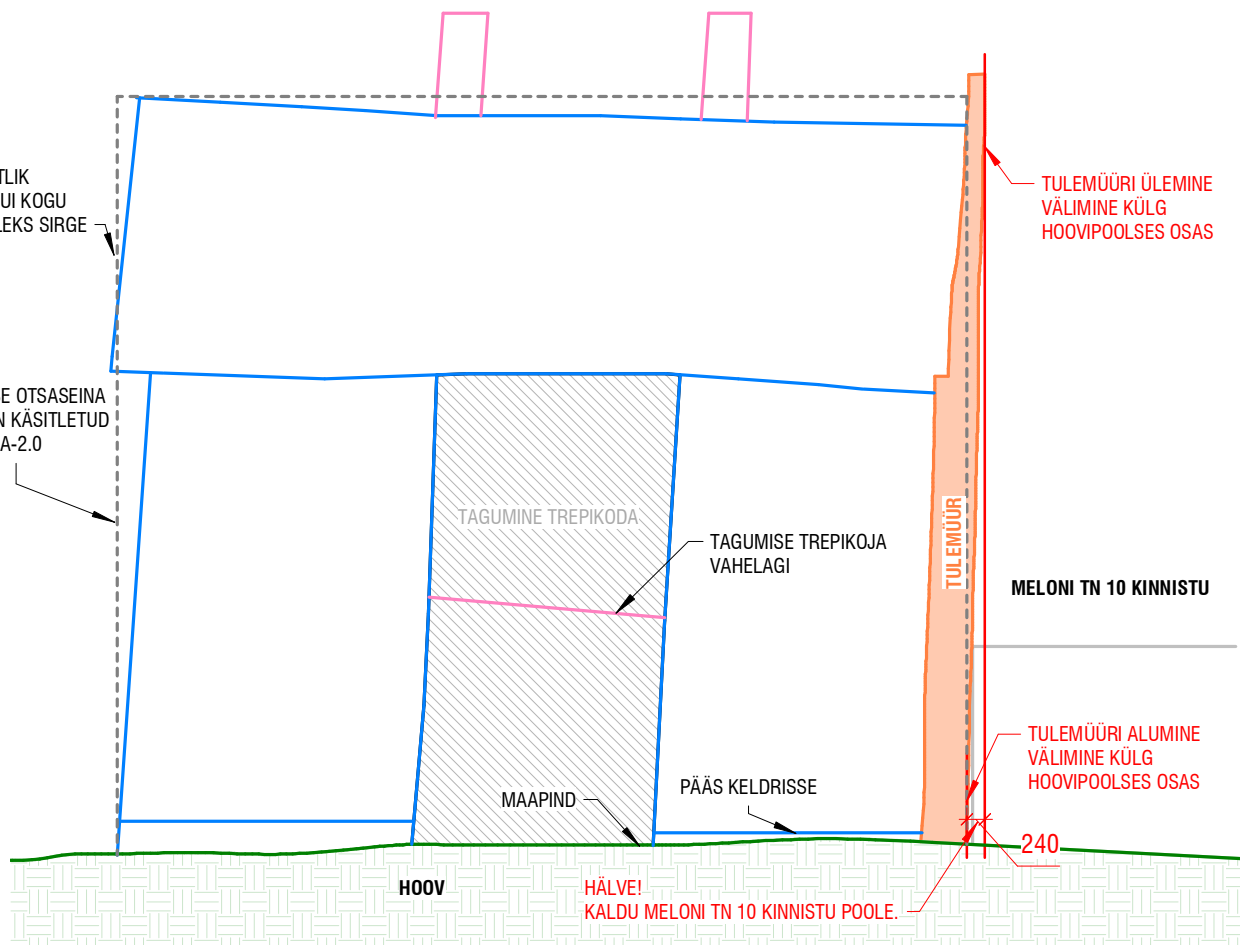 TLIK
UI KOGU
LEKS SIRGE
TULEMÜÜRI ÜLEMINE
VÄLIMINE KÜLG
HOOVIPOOLSES OSAS
E OTSASEINA
N KÄSITLETUD
A-2.0
TAGUMINE TREPIKODA
TAGUMISE TREPIKOJA
VAHELAGI
TULEMÜÜR
MELONI TN 10 KINNISTU
TULEMÜÜRI ALUMINE
VÄLIMINE KÜLG
HOOVIPOOLSES OSAS
PÄÄS KELDRISSE
MAAPIND
240
HOOV
HÄLVE!
KALDU MELONI TN 10 KINNISTU POOLE.